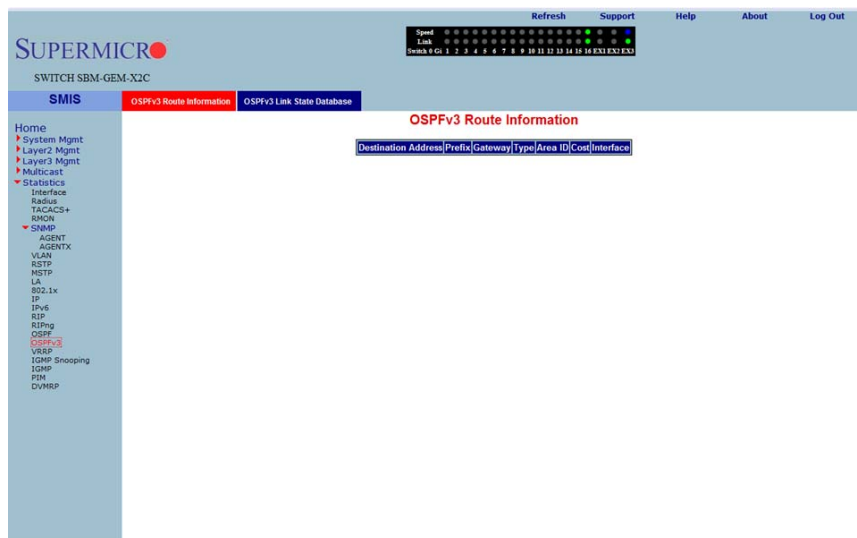 Refresh Support Help About Log Out
Speed
Link
Switch 0 Gi 1 2 3 4 5 6 7 8 9 10 11 12 13 14 15 16 EX1 EX2 EX3
SUPERMICRO
SWITCH SBM-GEM-X2C
SMIS
OSPFv3 Route Information OSPFv3 Link State Database
OSPFv3 Route Information
Destination Address Prefix Gateway Type Area ID Cost Interface
Home
System Mgmt
Layer2 Mgmt
Layer3 Mgmt
Multicast
Statistics
Interface
Radius
TACACS+
RMON
SNMP
AGENT
AGENTX
VLAN
RSTP
MSTP
LA
802.1x
IP
IPv6
RIP
RIPng
OSPF
OSPFv3
VRRP
IGMP Snooping
IGMP
PIM
DVMRP